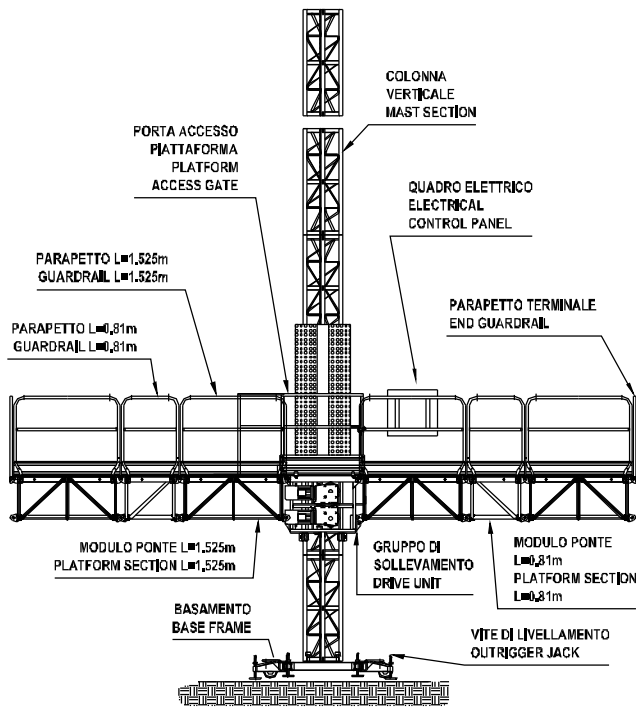 COLONNA
VERTICALE
MAST SECTION
PORTA ACCESSO
PIATTAFORMA
PLATFORM
ACCESS GATE
QUADRO ELETTRICO
ELECTRICAL
CONTROL PANEL
PARAPETTO L=1.525m
GUARDRAIL L=1.525m
PARAPETTO TERMINALE
END GUARDRAIL
PARAPETTO L=0,81m
GUARDRAIL L=0,81m
MODULO PONTE L=1.525m
PLATFORM SECTION L=1,525m
GRUPPO DI
SOLLEVAMENTO
DRIVE UNIT
MODULO PONTE
L=0,81m
PLATFORM SECTION
L=0,81m
BASAMENTO
BASE FRAME
VITE DI LIVELLAMENTO
OUTRIGGER JACK